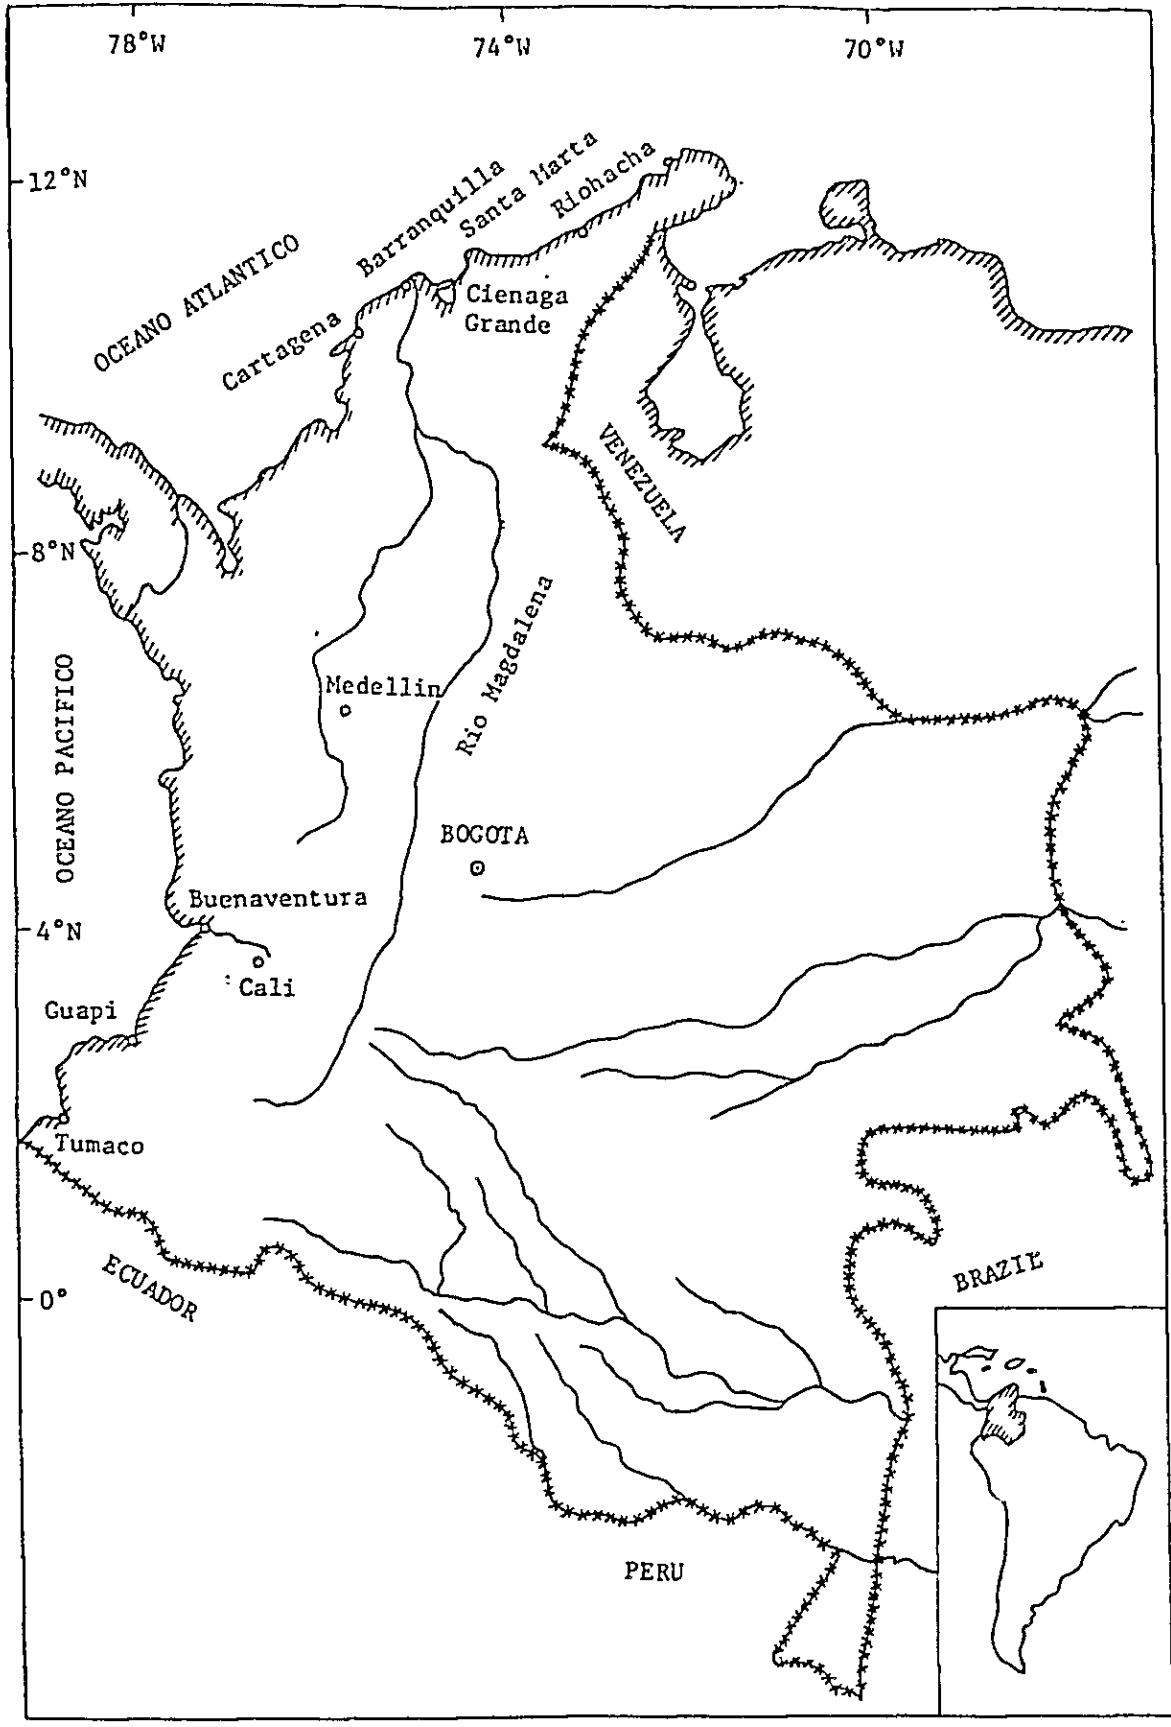 78°W
74°W
70°W
12°N
Barranquilla
Santa Marta
Riohacha
OCEANO ATLANTICO
Cartagena
Cienaga
Grande
VENEZUELA
8°N
Rio Magdalena
OCEANO PACIFICO
Medellin
BOGOTA
Buenaventura
4°N
Cali
Guapi
Tumaco
ECUADOR
BRAZIL
0°
PERU